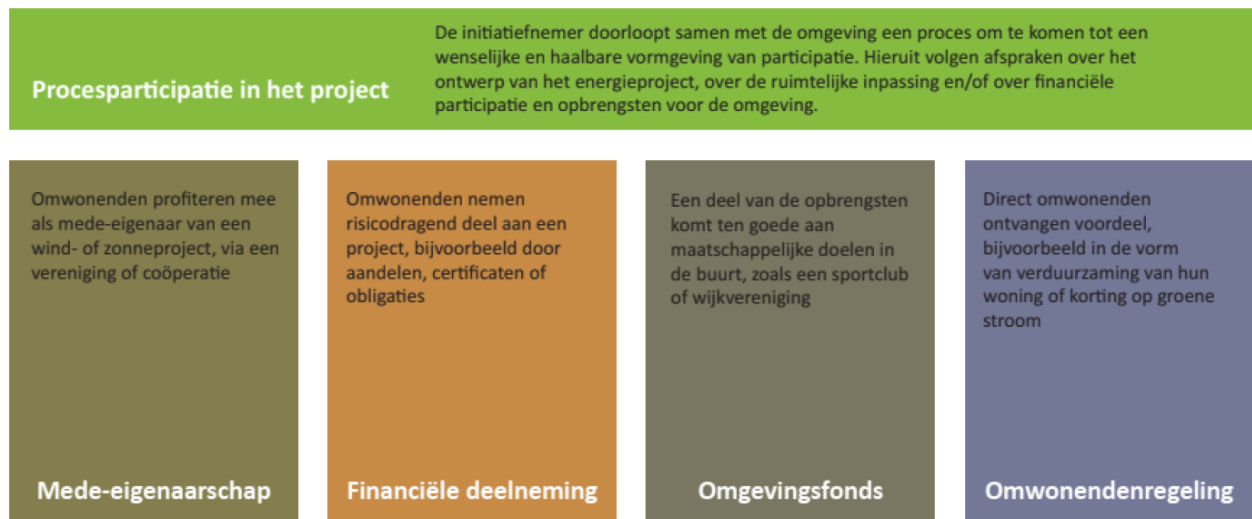 Procesparticipatie in het project
De initiatiefnemer doorloopt samen met de omgeving een proces om te komen tot een
wenselijke en haalbare vormgeving van participatie. Hieruit volgen afspraken over het
ontwerp van het energieproject, over de ruimtelijke inpassing en/of over financiële
participatie en opbrengsten voor de omgeving.
Omwonenden profiteren mee
als mede-eigenaar van een
wind- of zonneproject, via een
vereniging of coöperatie
Mede-eigenaarschap
Omwonenden nemen
risicodragend deel aan een
project, bijvoorbeeld door
aandelen, certificaten of
obligaties
Financiële deelneming
Een deel van de opbrengsten
komt ten goede aan
maatschappelijke doelen in
de buurt, zoals een sportclub
of wijkvereniging
Omgevingsfonds
Direct omwonenden
ontvangen voordeel,
bijvoorbeeld in de vorm
van verduurzaming van hun
woning of korting op groene
stroom
Omwonendenregeling